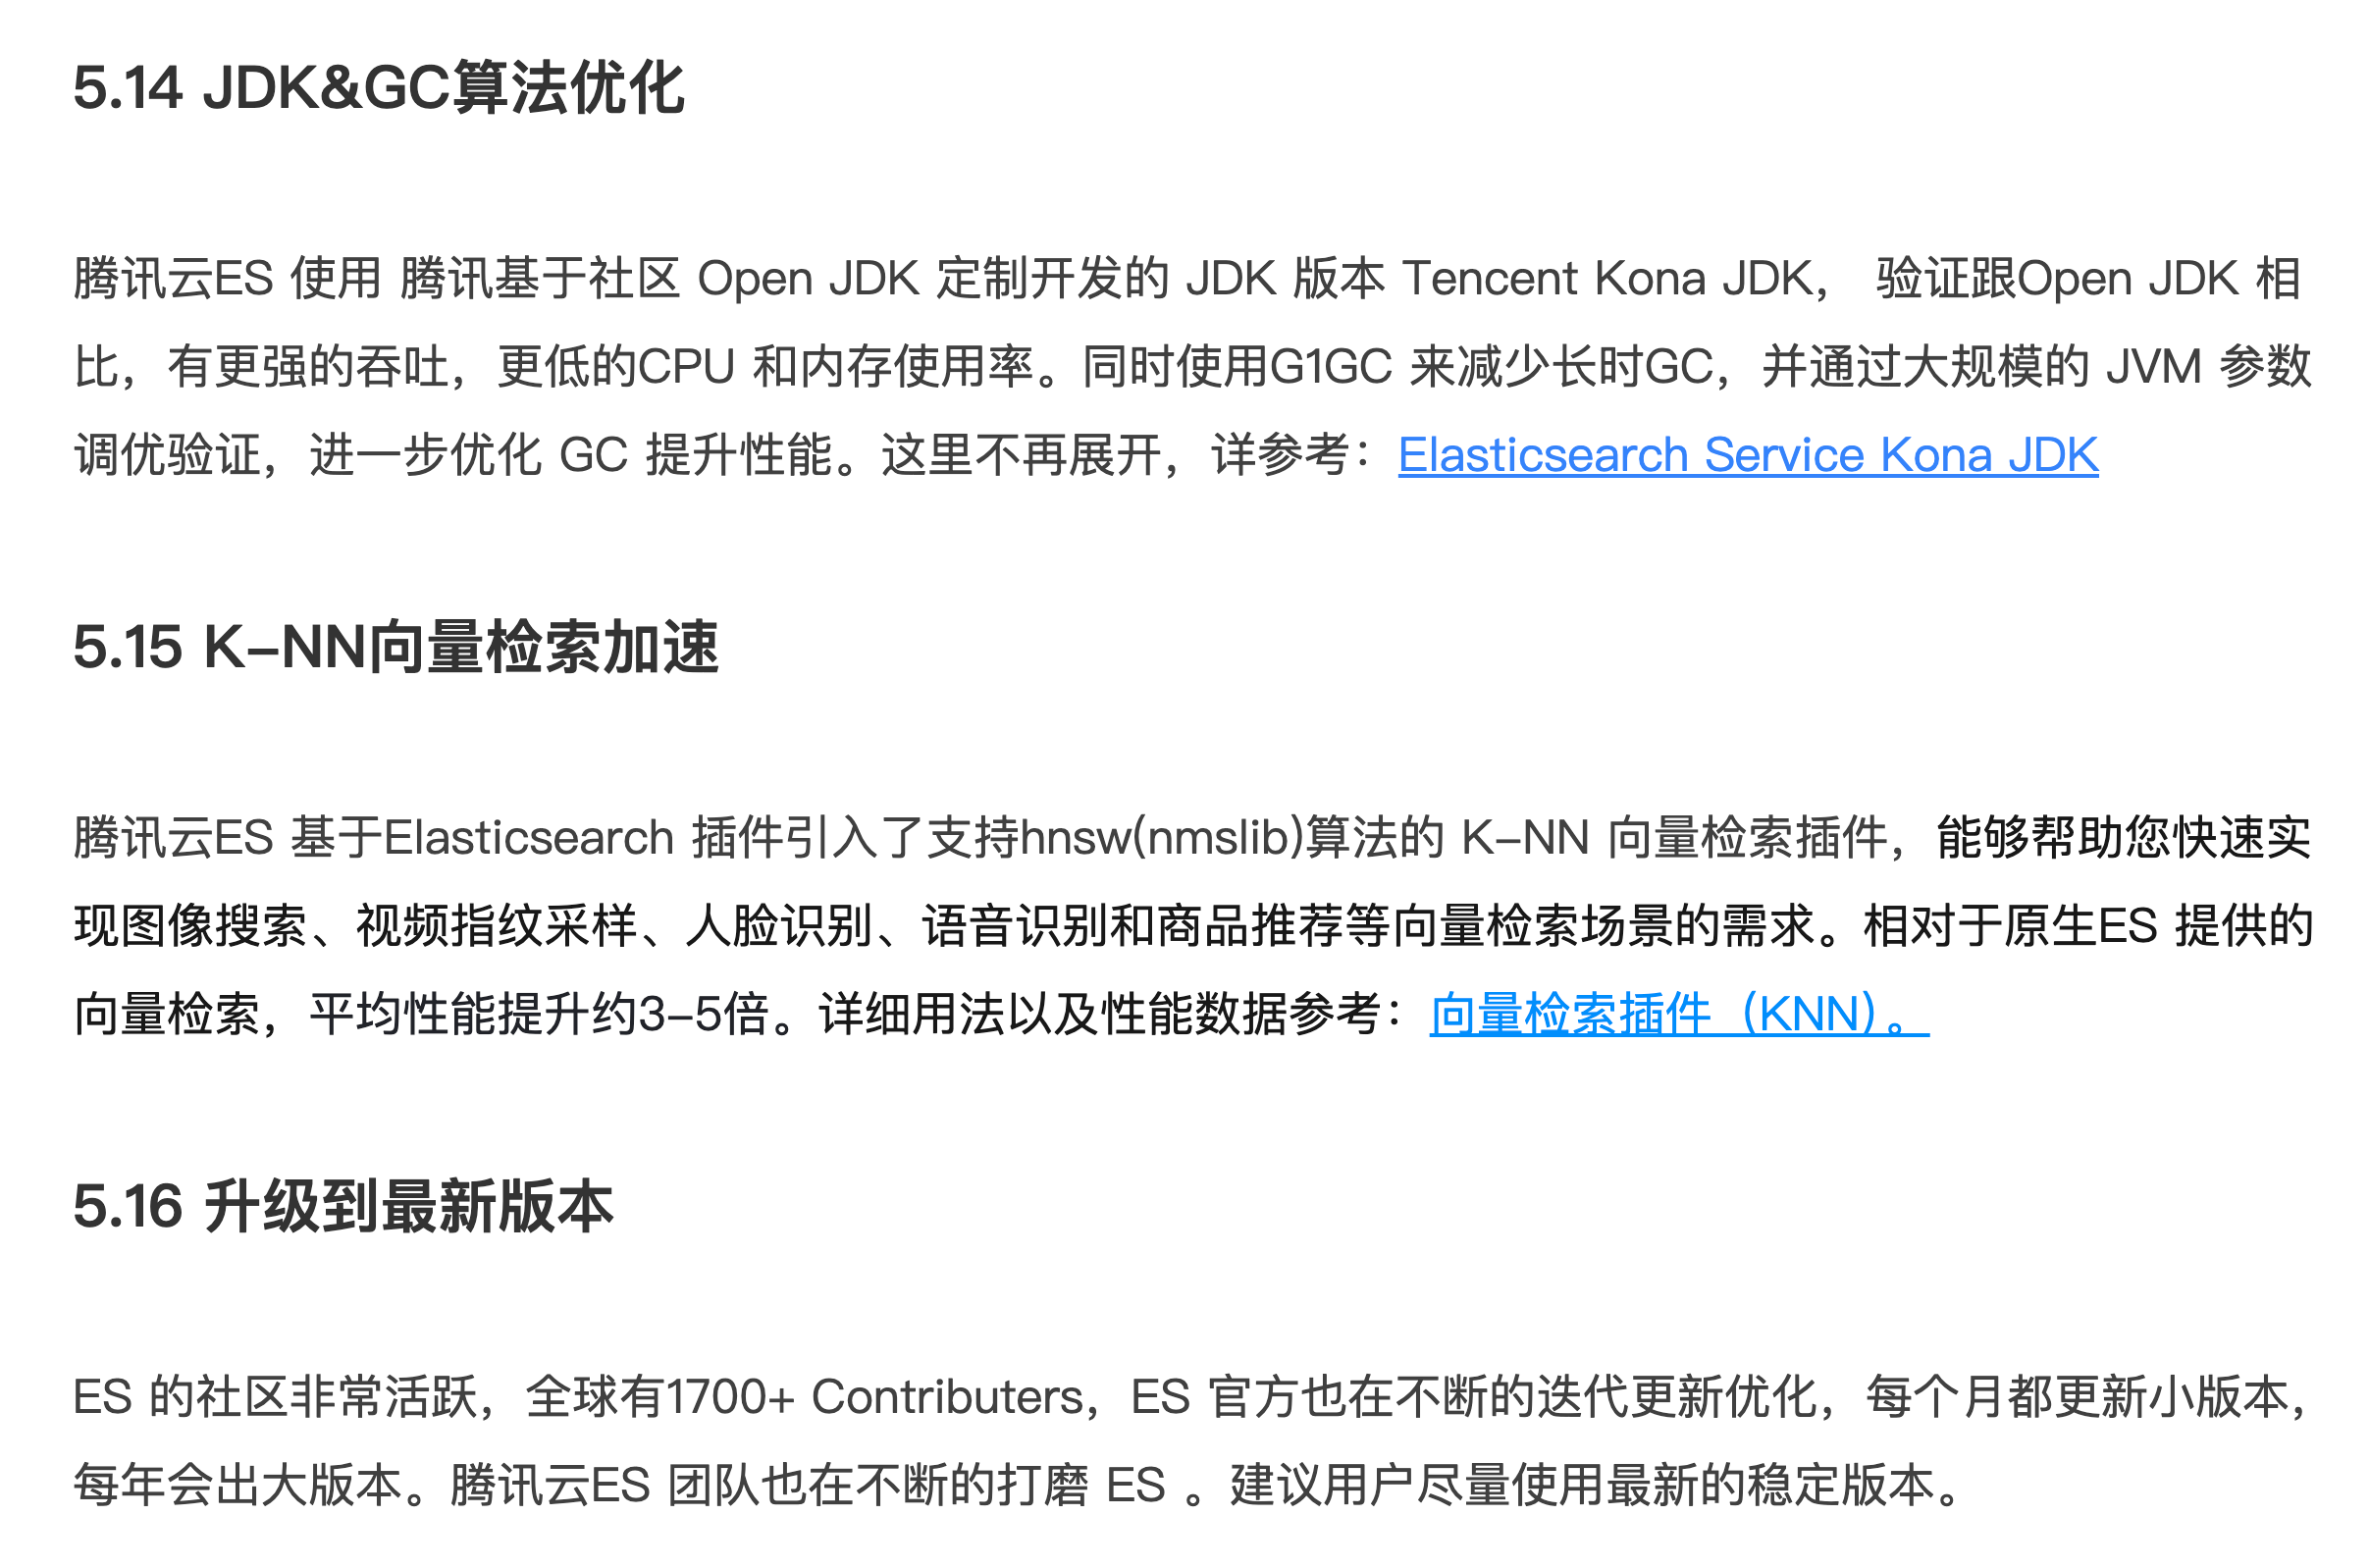 5.14 JDK&GC算法优化
腾讯云ES 使用 腾讯基于社区 Open JDK 定制开发的 JDK 版本 Tencent Kona JDK， 验证跟Open JDK 相
比，有更强的吞吐，更低的CPU 和内存使用率。同时使用G1GC 来减少长时GC，并通过大规模的 JVM 参数
调优验证，进一步优化 GC 提升性能。这里不再展开，详参考：Elasticsearch Service Kona JDK
5.15 K-NN向量检索加速
腾讯云ES 基于Elasticsearch 插件引入了支持hnsw(nmslib)算法的 K-NN 向量检索插件，能够帮助您快速实
现图像搜索、视频指纹采样、人脸识别、语音识别和商品推荐等向量检索场景的需求。相对于原生ES 提供的
向量检索，平均性能提升约3-5倍。详细用法以及性能数据参考：向量检索插件（KNN）。
5.16 升级到最新版本
ES 的社区非常活跃，全球有1700+ Contributers，ES 官方也在不断的迭代更新优化，每个月都更新小版本，
每年会出大版本。腾讯云ES 团队也在不断的打磨 ES 。建议用户尽量使用最新的稳定版本。